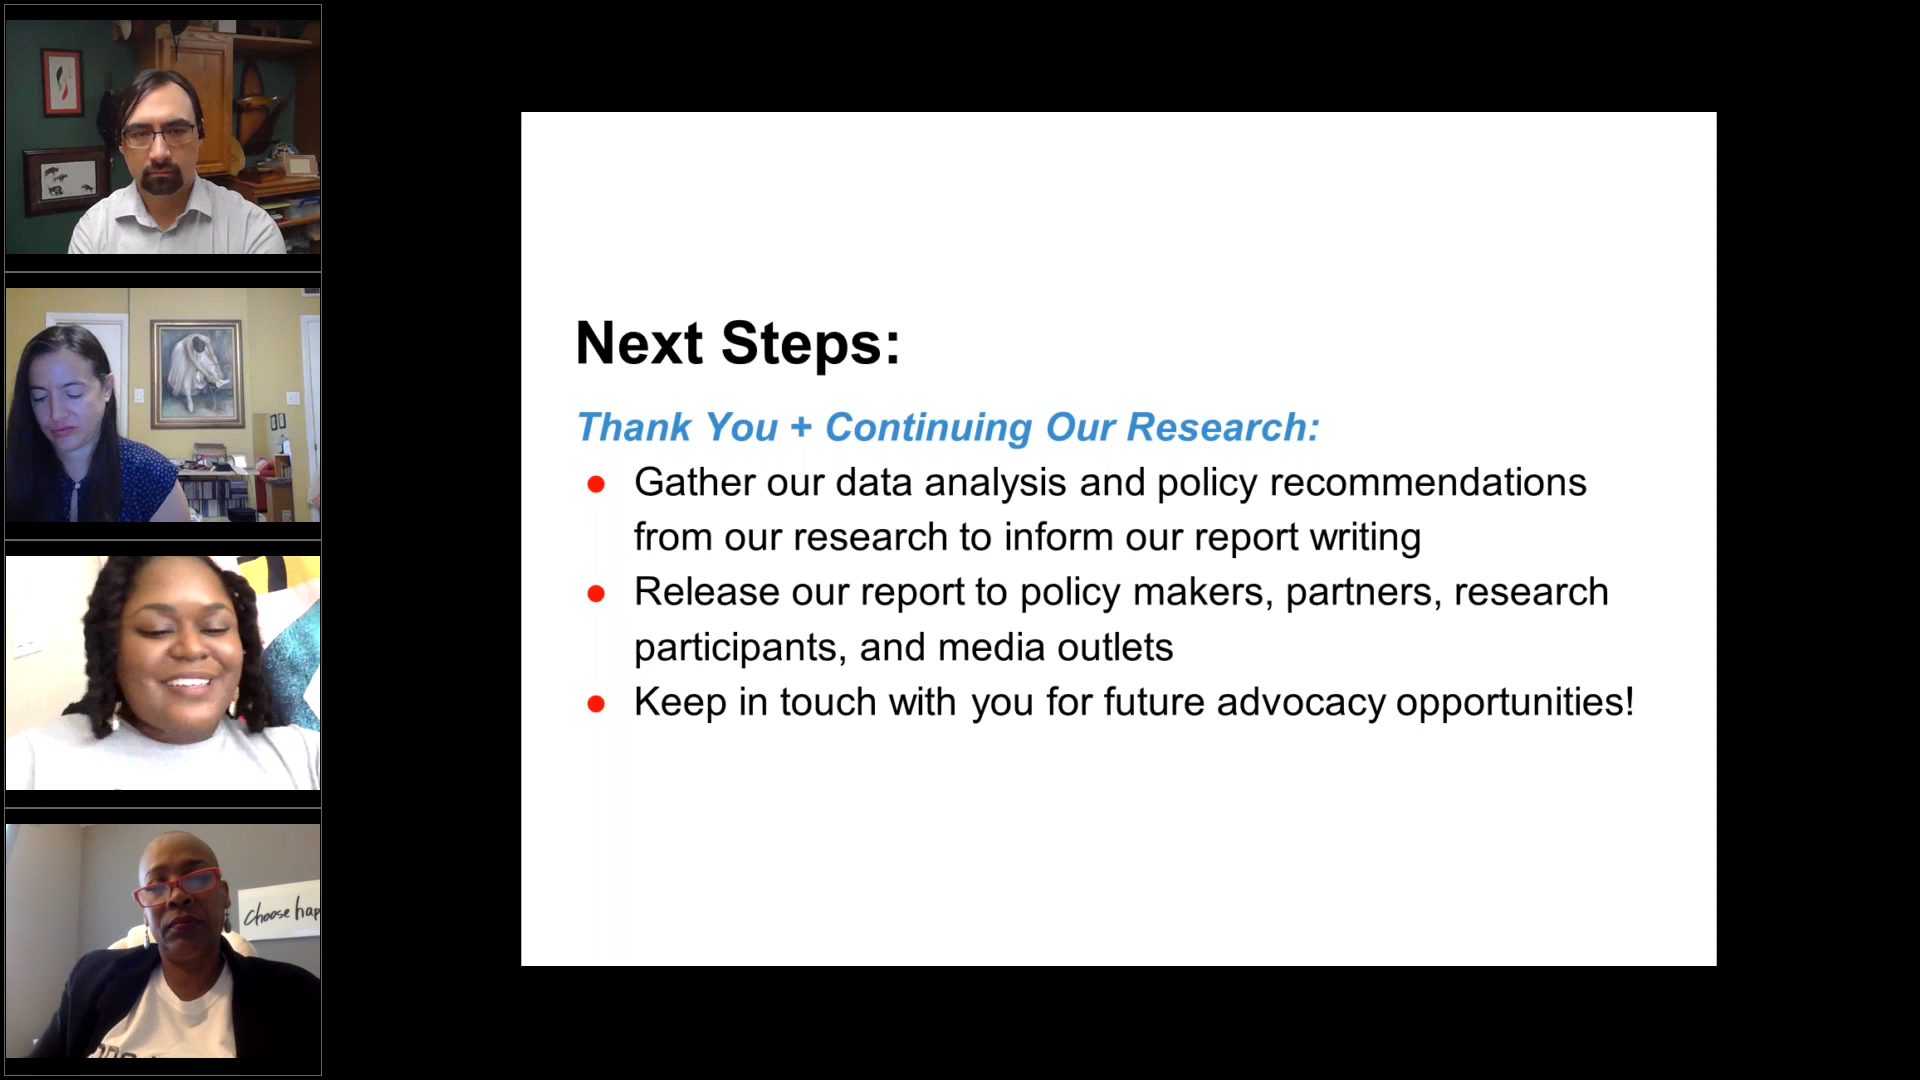 Next Steps:
Thank You + Continuing Our Research:
● Gather our data analysis and policy recommendations
from our research to inform our report writing
● Release our report to policy makers, partners, research
participants, and media outlets
● Keep in touch with you for future advocacy opportunities!
Choose hap